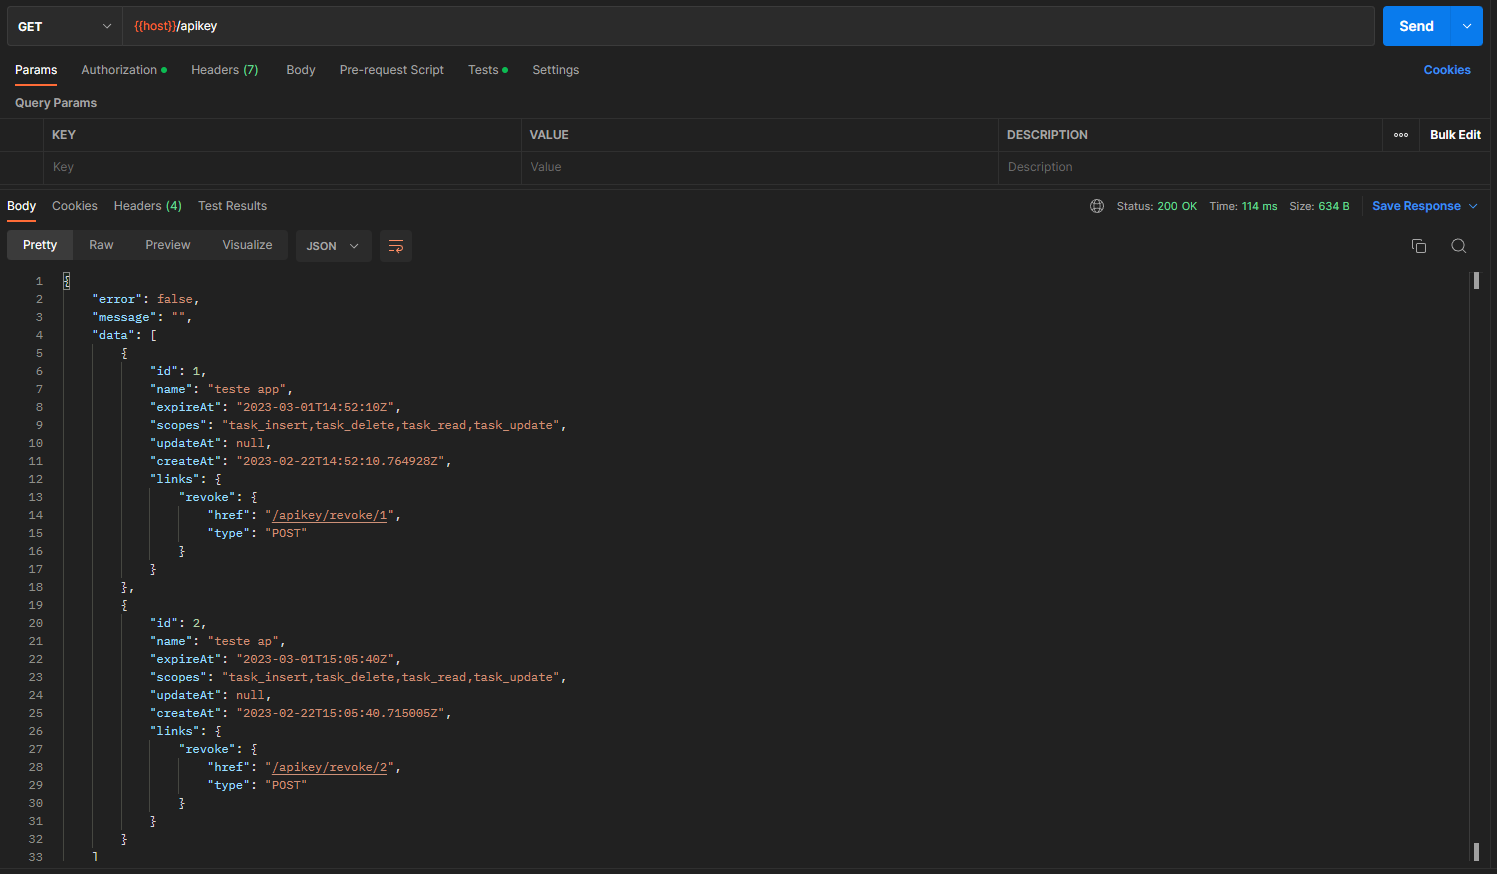 GET {{host}}/apikey Send
Params Authorization Headers (7) Body Pre-request Script Tests Settings Cookies
Query Params
KEY VALUE DESCRIPTION ooo Bulk Edit
Key Value Description
Body Cookies Headers (4) Test Results Status: 200 OK Time: 114 ms Size: 634 B Save Response
Pretty Raw Preview Visualize JSON
1 {
2 "error": false,
3 "message": "",
4 "data": [
5 {
6 "id": 1,
7 "name": "teste app",
8 "expireAt": "2023-03-01T14:52:10Z",
9 "scopes": "task_insert,task_delete,task_read,task_update",
10 "updateAt": null,
11 "createAt": "2023-02-22T14:52:10.764928Z",
12 "links": {
13 "revoke": {
14 "href": "/apikey/revoke/1",
15 "type": "POST"
16 }
17 }
18 },
19 {
20 "id": 2,
21 "name": "teste ap",
22 "expireAt": "2023-03-01T15:05:40Z",
23 "scopes": "task_insert,task_delete,task_read,task_update",
24 "updateAt": null,
25 "createAt": "2023-02-22T15:05:40.715005Z",
26 "links": {
27 "revoke": {
28 "href": "/apikey/revoke/2",
29 "type": "POST"
30 }
31 }
32 }
33 ]